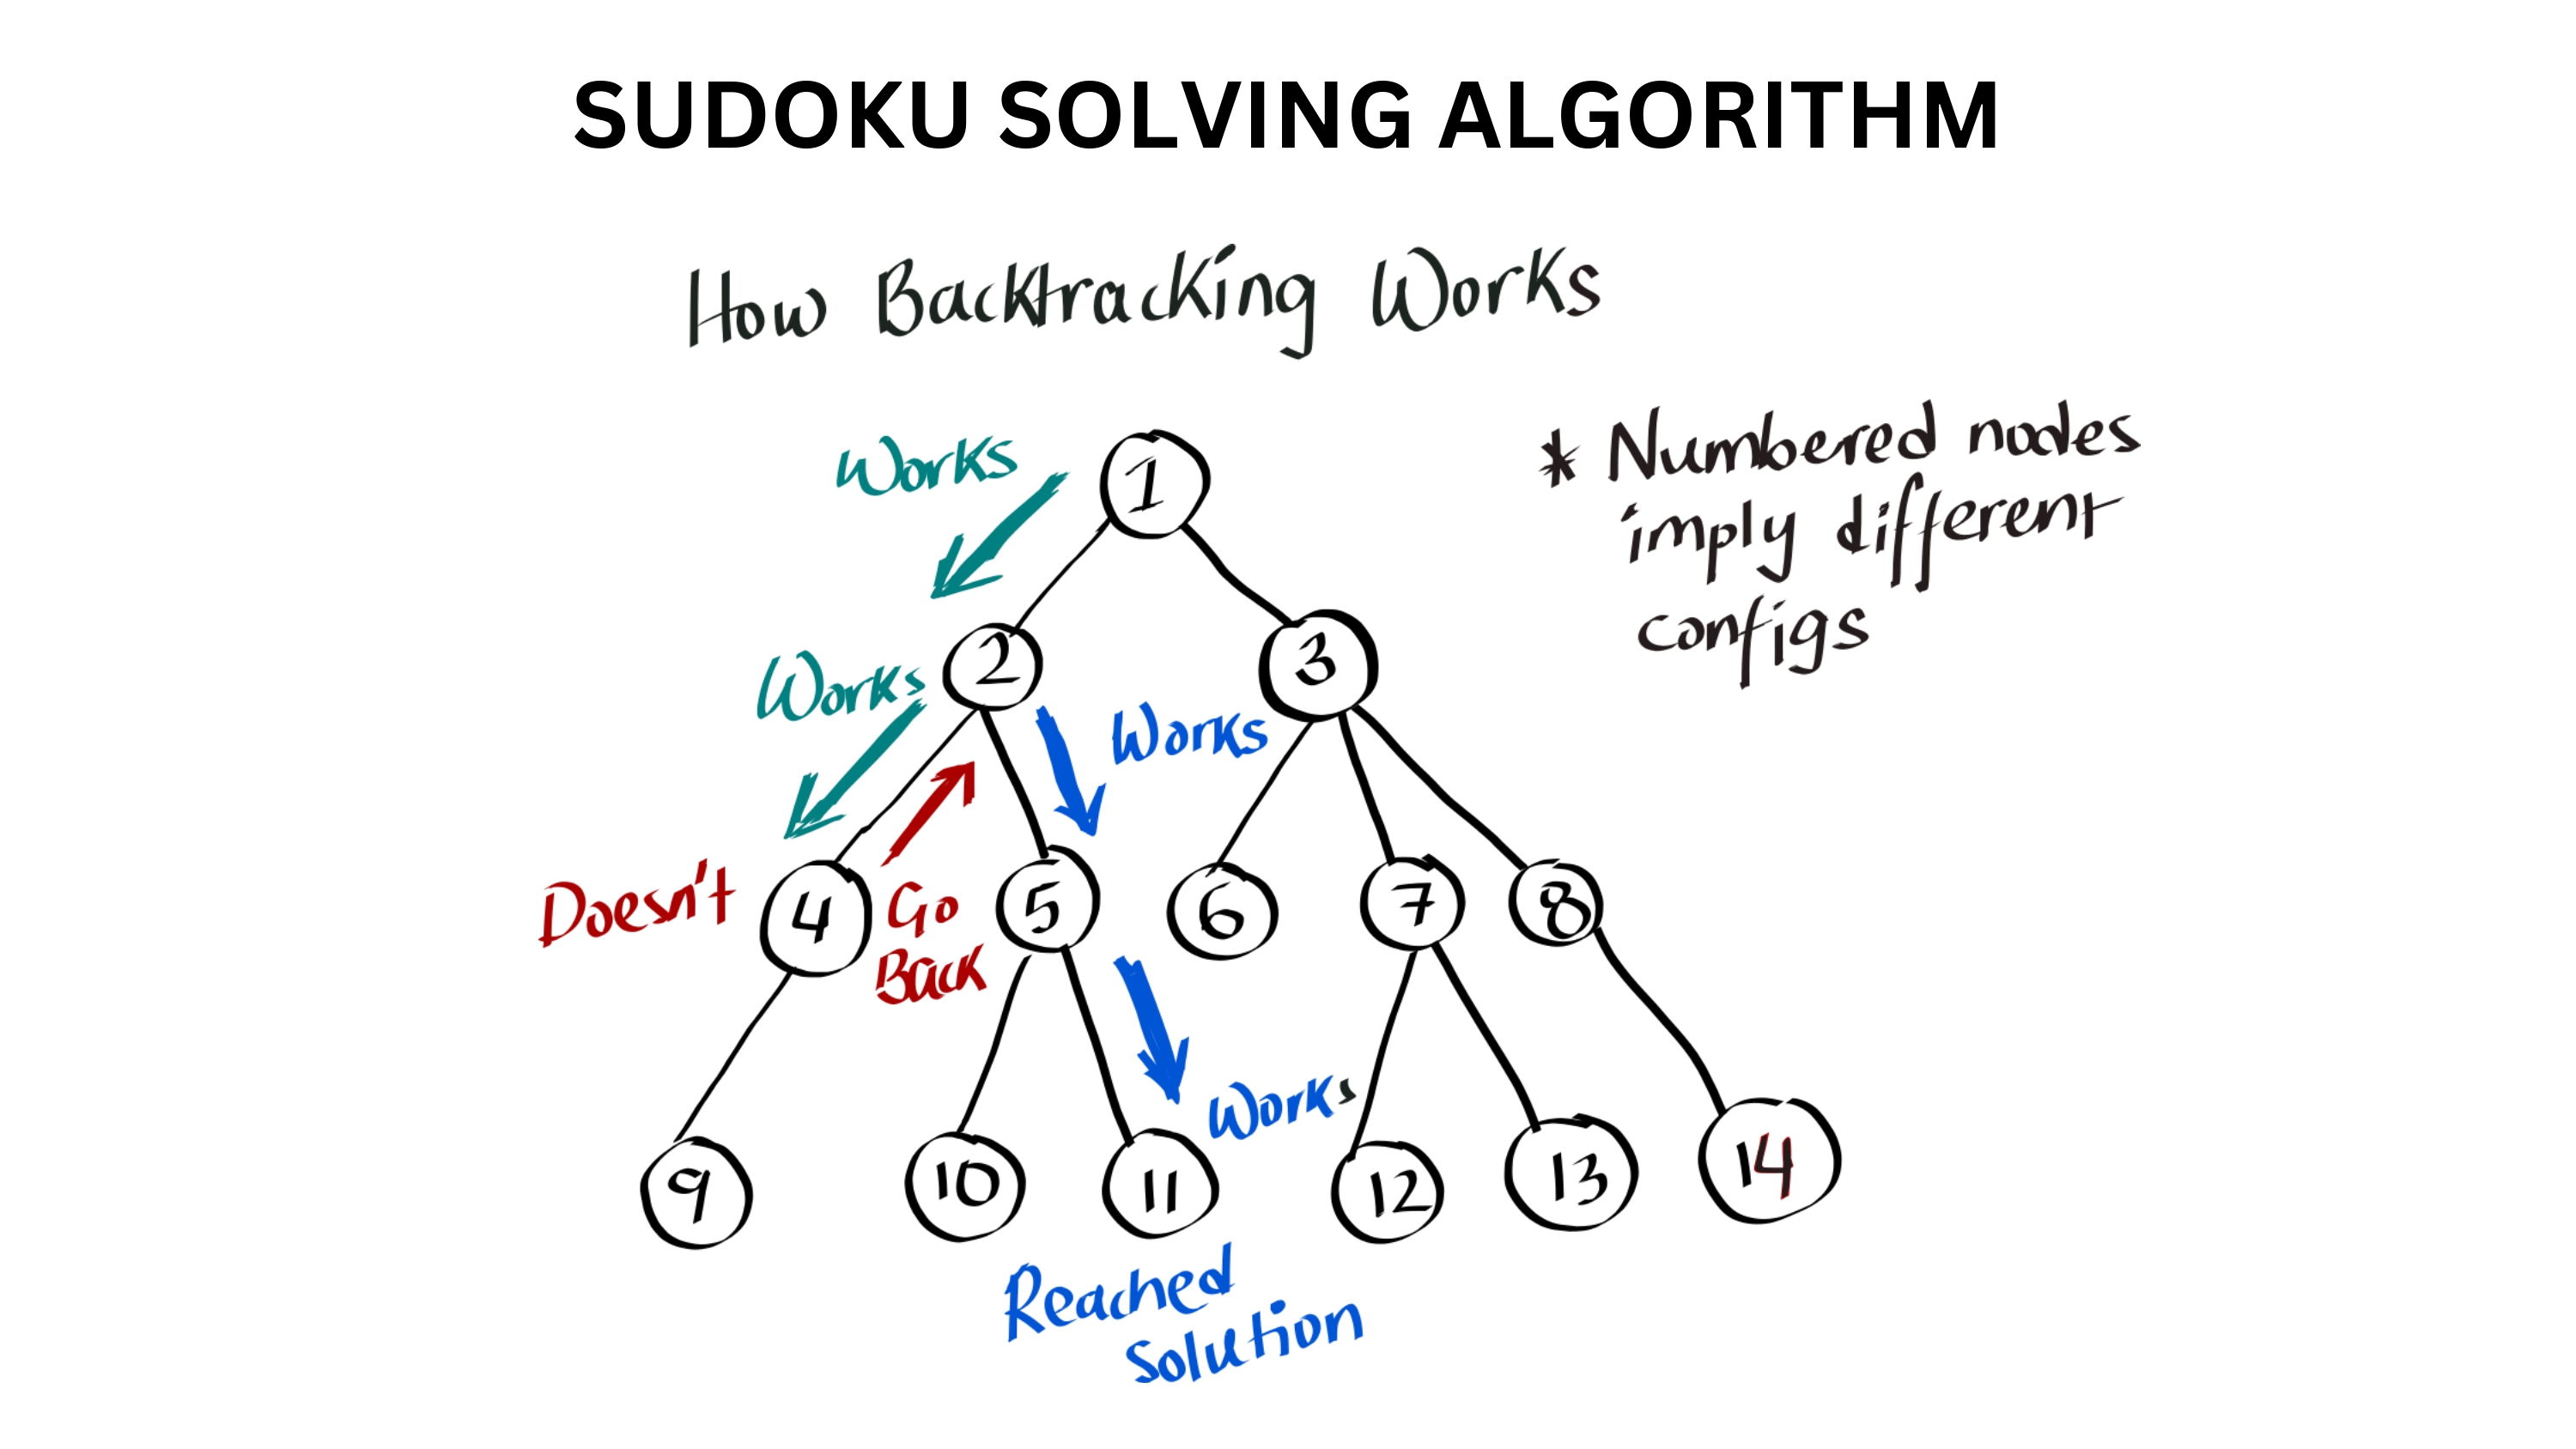 SUDOKU SOLVING ALGORITHM
How Backtracking Works
* Numbered nodes
imply different
configs
Works
1
Works
2
3
Works
Doesn't
4
Go
Back
5
6
7
8
Works
9
10
11
12
13
14
Reached
Solution